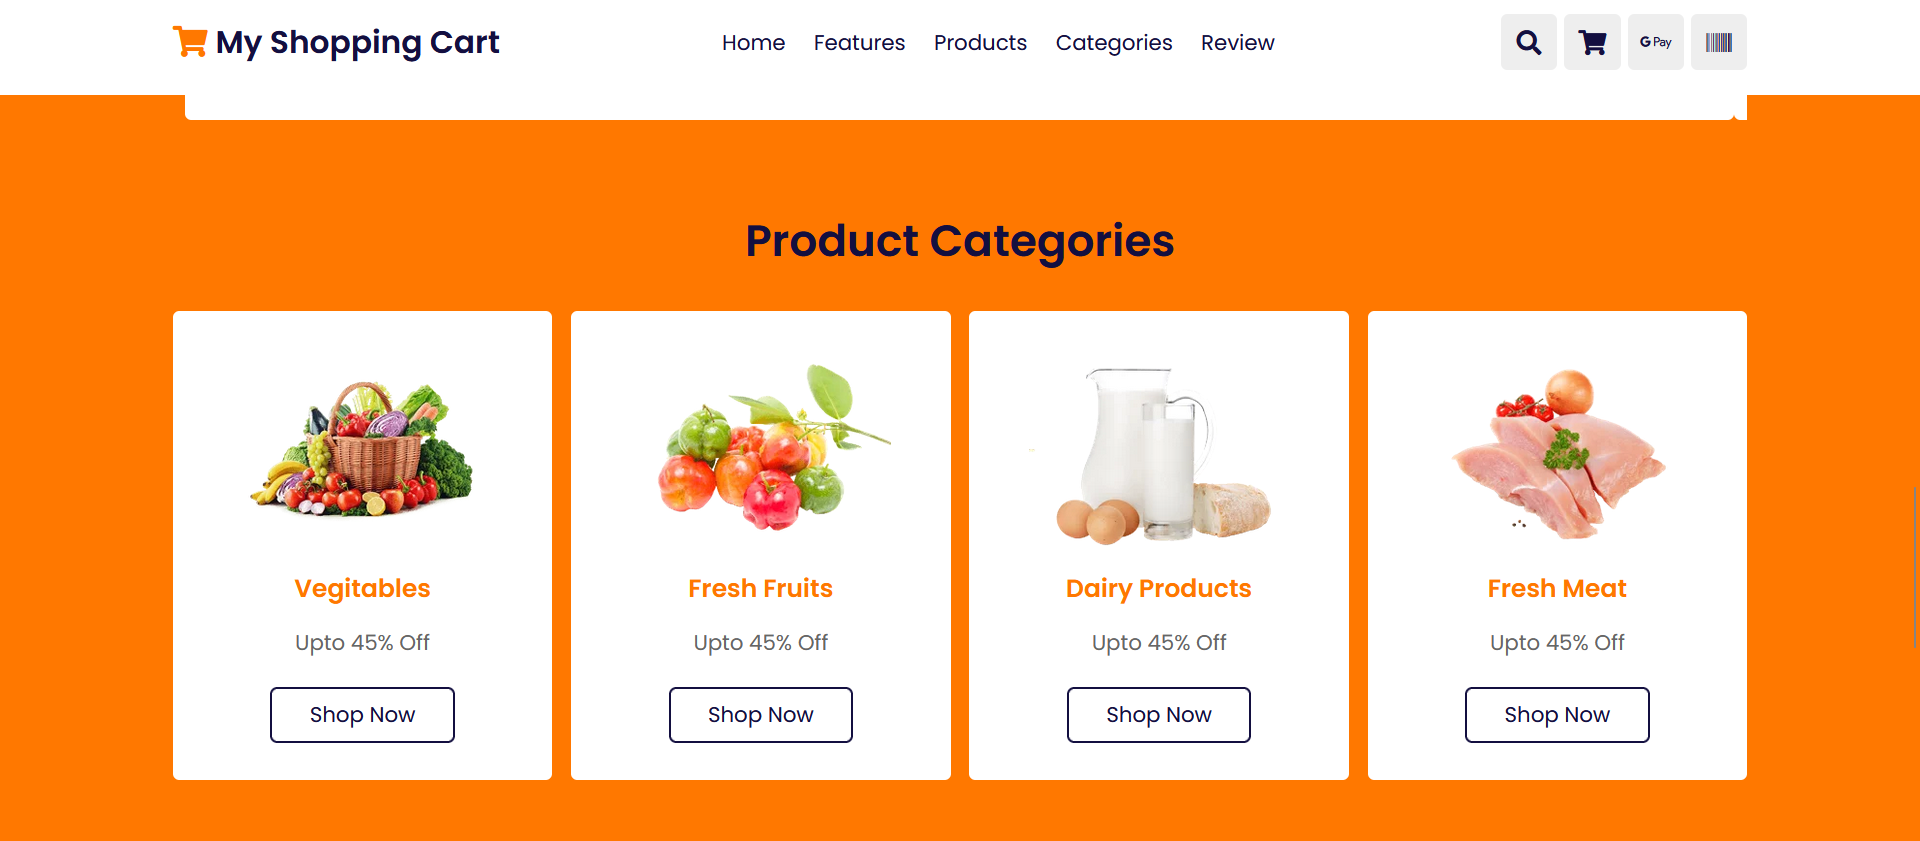 My Shopping Cart
Home Features Products Categories Review
G Pay
Product Categories
Vegitables
Upto 45% Off
Shop Now
Fresh Fruits
Upto 45% Off
Shop Now
Dairy Products
Upto 45% Off
Shop Now
Fresh Meat
Upto 45% Off
Shop Now